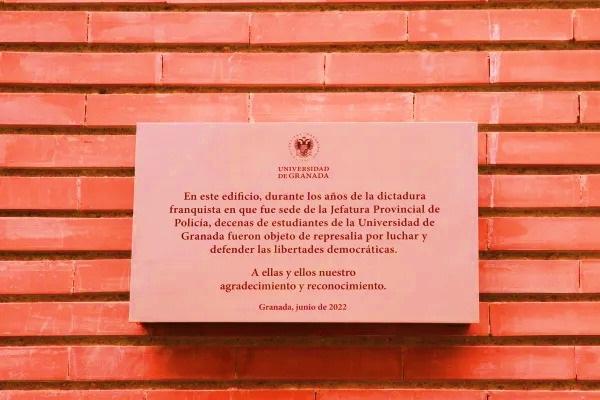 UNIVERSIDAD
DE GRANADA
En este edificio, durante los años de la dictadura
franquista en que fue sede de la Jefatura Provincial de
Policía, decenas de estudiantes de la Universidad de
Granada fueron objeto de represalia por luchar y
defender las libertades democráticas.
A ellas y ellos nuestro
agradecimiento y reconocimiento.
Granada, junio de 2022